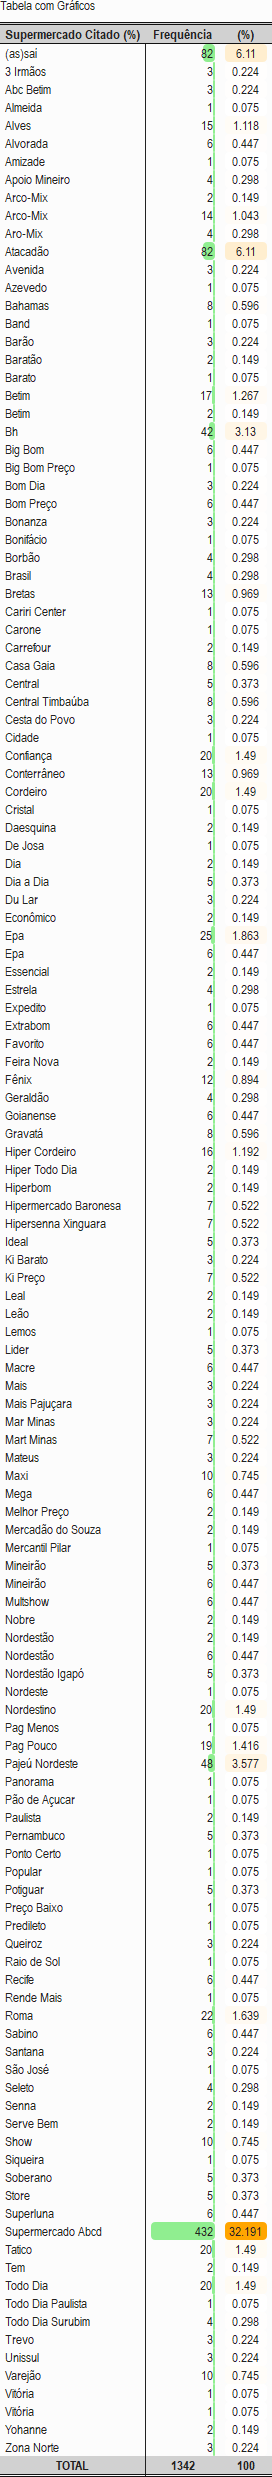 Tabela com Gráficos
Supermercado Citado (%) Frequência (%)
(as)saí 82 6.11
3 Irmãos 3 0.224
Abc Betim 3 0.224
Almeida 1 0.075
Alves 15 1.118
Alvorada 6 0.447
Amizade 1 0.075
Apoio Mineiro 4 0.298
Arco-Mix 2 0.149
Arco-Mix 14 1.043
Aro-Mix 4 0.298
Atacadão 82 6.11
Avenida 3 0.224
Azevedo 1 0.075
Bahamas 8 0.596
Band 1 0.075
Barão 3 0.224
Baratão 2 0.149
Barato 1 0.075
Betim 17 1.267
Betim 2 0.149
Bh 42 3.13
Big Bom 6 0.447
Big Bom Preço 1 0.075
Bom Dia 3 0.224
Bom Preço 6 0.447
Bonanza 3 0.224
Bonifácio 1 0.075
Borbão 4 0.298
Brasil 4 0.298
Bretas 13 0.969
Cariri Center 1 0.075
Carone 1 0.075
Carrefour 2 0.149
Casa Gaia 8 0.596
Central 5 0.373
Central Timbaúba 8 0.596
Cesta do Povo 3 0.224
Cidade 1 0.075
Confiança 20 1.49
Conterrâneo 13 0.969
Cordeiro 20 1.49
Cristal 1 0.075
Daesquina 2 0.149
De Josa 1 0.075
Dia 2 0.149
Dia a Dia 5 0.373
Du Lar 3 0.224
Econômico 2 0.149
Epa 25 1.863
Epa 6 0.447
Essencial 2 0.149
Estrela 4 0.298
Expedito 1 0.075
Extrabom 6 0.447
Favorito 6 0.447
Feira Nova 2 0.149
Fênix 12 0.894
Geraldão 4 0.298
Goianense 6 0.447
Gravatá 8 0.596
Hiper Cordeiro 16 1.192
Hiper Todo Dia 2 0.149
Hiperbom 2 0.149
Hipermercado Baronesa 7 0.522
Hipersenna Xinguara 7 0.522
Ideal 5 0.373
Ki Barato 3 0.224
Ki Preço 7 0.522
Leal 2 0.149
Leão 2 0.149
Lemos 1 0.075
Lider 5 0.373
Macre 6 0.447
Mais 3 0.224
Mais Pajuçara 3 0.224
Mar Minas 3 0.224
Mart Minas 7 0.522
Mateus 3 0.224
Maxi 10 0.745
Mega 6 0.447
Melhor Preço 2 0.149
Mercadão do Souza 2 0.149
Mercantil Pilar 1 0.075
Mineirão 5 0.373
Mineirão 6 0.447
Multshow 6 0.447
Nobre 2 0.149
Nordestão 2 0.149
Nordestão 6 0.447
Nordestão Igapó 5 0.373
Nordeste 1 0.075
Nordestino 20 1.49
Pag Menos 1 0.075
Pag Pouco 19 1.416
Pajeú Nordeste 48 3.577
Panorama 1 0.075
Pão de Açucar 1 0.075
Paulista 2 0.149
Pernambuco 5 0.373
Ponto Certo 1 0.075
Popular 1 0.075
Potiguar 5 0.373
Preço Baixo 1 0.075
Predileto 1 0.075
Queiroz 3 0.224
Raio de Sol 1 0.075
Recife 6 0.447
Rende Mais 1 0.075
Roma 22 1.639
Sabino 6 0.447
Santana 3 0.224
São José 1 0.075
Seleto 4 0.298
Senna 2 0.149
Serve Bem 2 0.149
Show 10 0.745
Siqueira 1 0.075
Soberano 5 0.373
Store 5 0.373
Superluna 6 0.447
Supermercado Abcd 432 32.191
Tatico 20 1.49
Tem 2 0.149
Todo Dia 20 1.49
Todo Dia Paulista 1 0.075
Todo Dia Surubim 4 0.298
Trevo 3 0.224
Unissul 3 0.224
Varejão 10 0.745
Vitória 1 0.075
Vitória 1 0.075
Yohanne 2 0.149
Zona Norte 3 0.224
TOTAL 1342 100